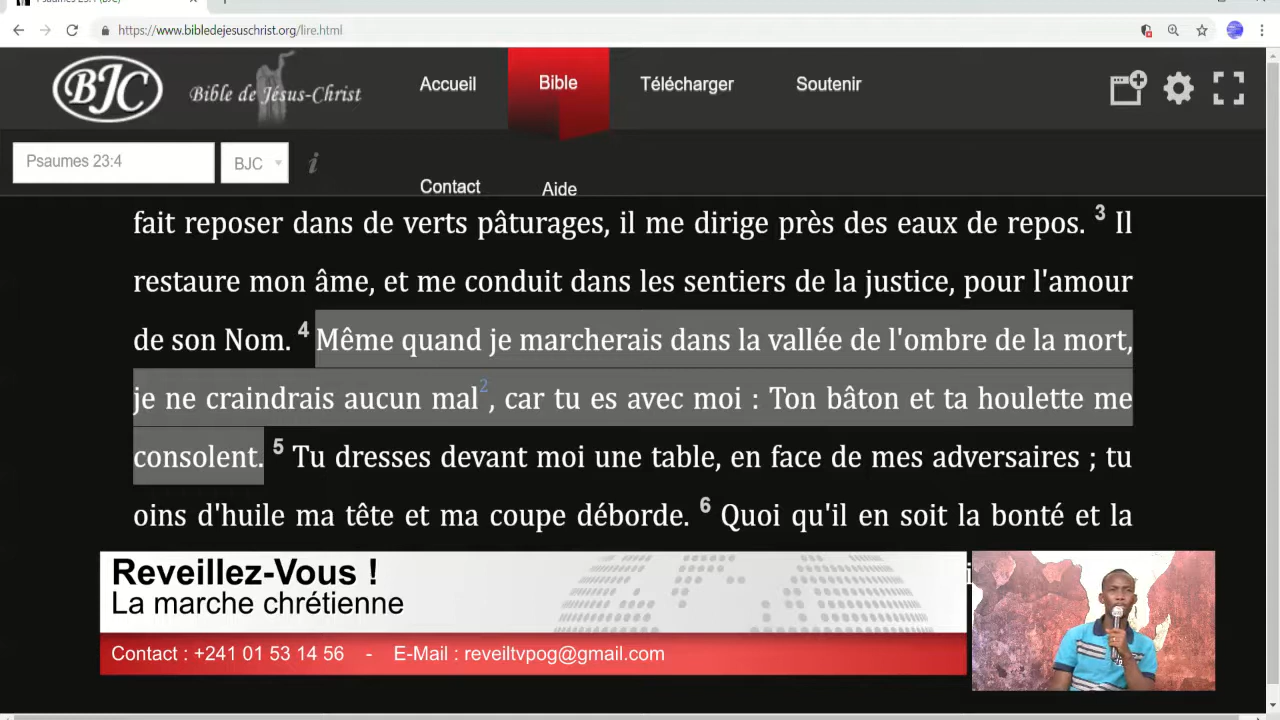 https://www.bibledejesuschrist.org/lire.html
BJC
Bible de Jésus-Christ
Accueil
Bible
Télécharger
Soutenir
Psaumes 23:4
BJC
i
Contact
Aide
fait reposer dans de verts pâturages, il me dirige près des eaux de repos. 3 Il
restaure mon âme, et me conduit dans les sentiers de la justice, pour l'amour
de son Nom. 4 Même quand je marcherais dans la vallée de l'ombre de la mort,
je ne craindrais aucun mal2, car tu es avec moi : Ton bâton et ta houlette me
consolent. 5 Tu dresses devant moi une table, en face de mes adversaires ; tu
oins d'huile ma tête et ma coupe déborde. 6 Quoi qu'il en soit la bonté et la
Reveillez-Vous !
La marche chrétienne
Contact : +241 01 53 14 56 - E-Mail : reveiltvpog@gmail.com